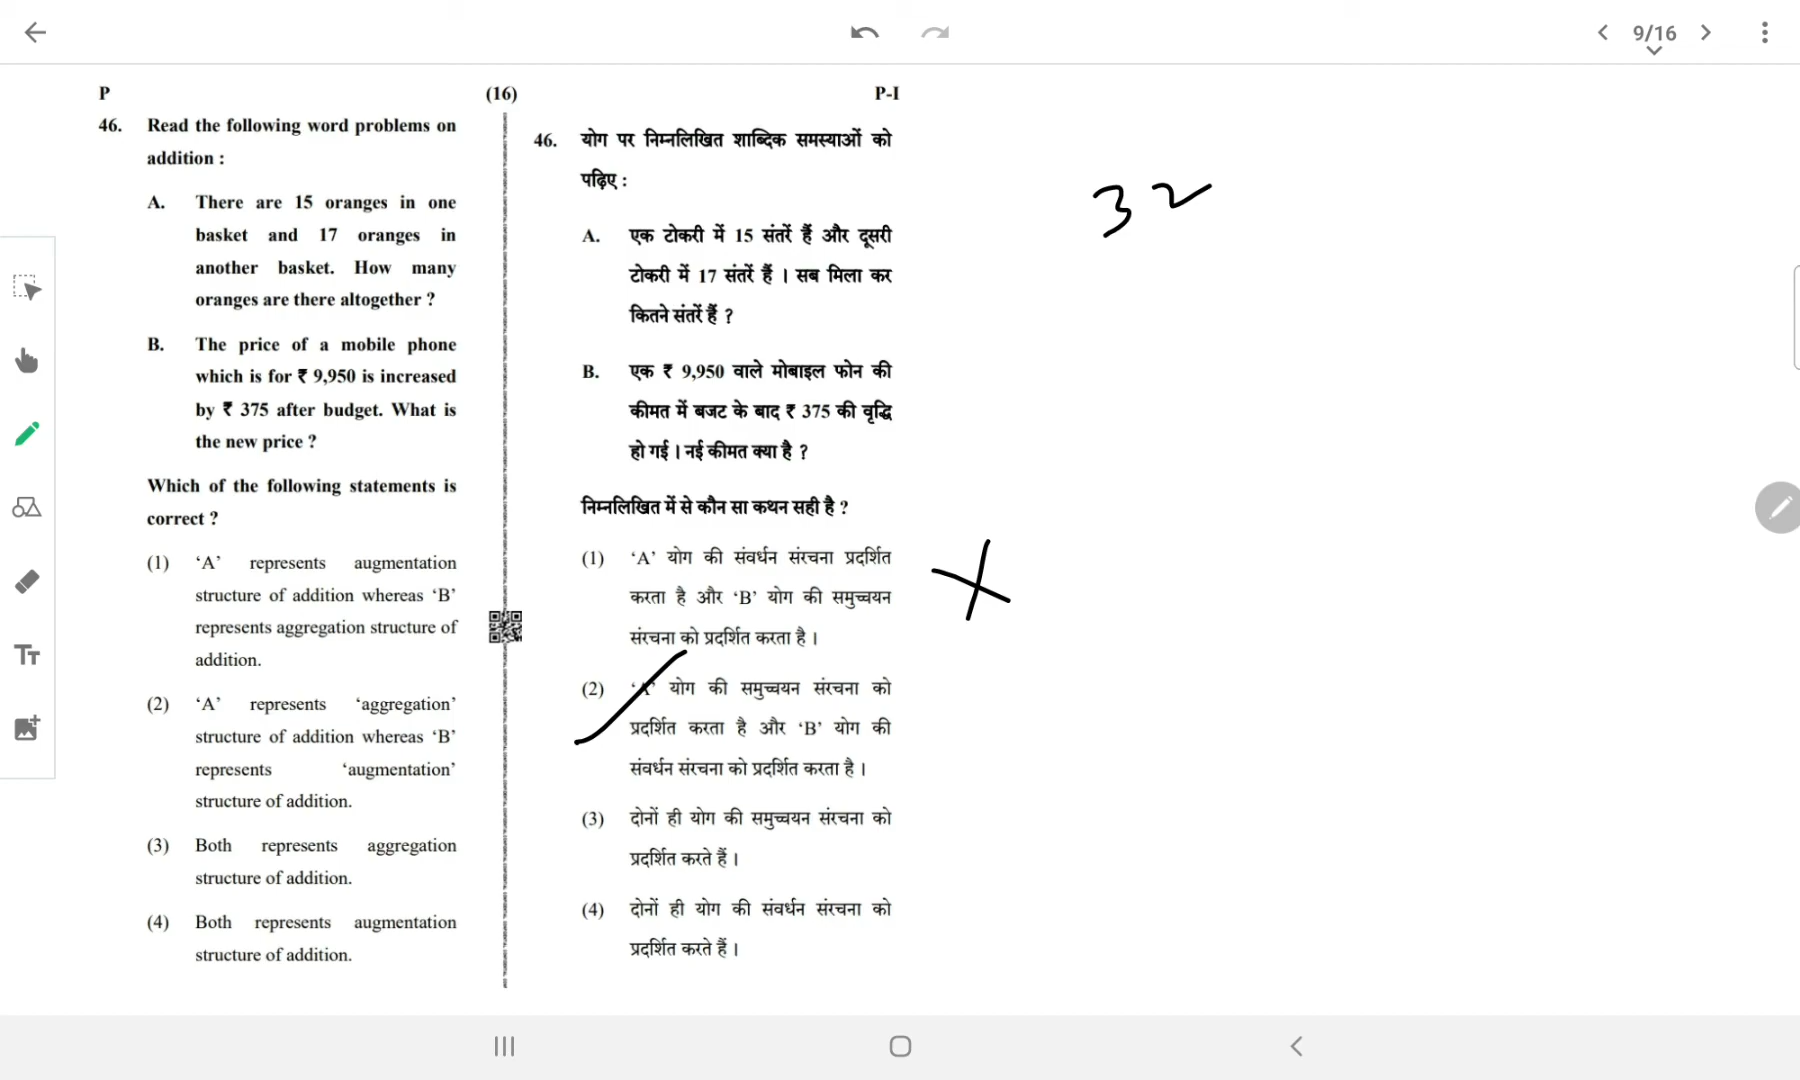 9/16
P (16) P-I
46. Read the following word problems on
addition :
A. There are 15 oranges in one
basket and 17 oranges in
another basket. How many
oranges are there altogether ?
B. The price of a mobile phone
which is for ₹ 9,950 is increased
by ₹ 375 after budget. What is
the new price ?
Which of the following statements is
correct ?
(1) ‘A’ represents augmentation
structure of addition whereas ‘B’
represents aggregation structure of
addition.
(2) ‘A’ represents ‘aggregation’
structure of addition whereas ‘B’
represents ‘augmentation’
structure of addition.
(3) Both represents aggregation
structure of addition.
(4) Both represents augmentation
structure of addition.
46. योग पर निम्नलिखित शाब्दिक समस्याओं को
पढ़िए :
A. एक टोकरी में 15 संतरें हैं और दूसरी
टोकरी में 17 संतरें हैं । सब मिला कर
कितने संतरें हैं ?
B. एक ₹ 9,950 वाले मोबाइल फोन की
कीमत में बजट के बाद ₹ 375 की वृद्धि
हो गई । नई कीमत क्या है ?
निम्नलिखित में से कौन सा कथन सही है ?
(1) ‘A’ योग की संवर्धन संरचना प्रदर्शित
करता है और ‘B’ योग की समुच्चयन
संरचना को प्रदर्शित करता है ।
(2) ‘A’ योग की समुच्चयन संरचना को
प्रदर्शित करता है और ‘B’ योग की
संवर्धन संरचना को प्रदर्शित करता है ।
(3) दोनों ही योग की समुच्चयन संरचना को
प्रदर्शित करते हैं ।
(4) दोनों ही योग की संवर्धन संरचना को
प्रदर्शित करते हैं ।
32